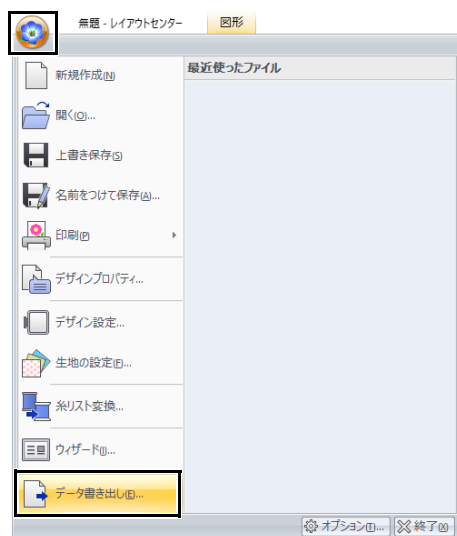 無題 - レイアウトセンター
図形
新規作成(N)
最近使ったファイル
開く(O)...
上書き保存(S)
名前をつけて保存(A)...
印刷(P)
デザインプロパティ...
デザイン設定...
生地の設定(F)...
糸リスト変換...
ウィザード(I)...
データ書き出し(E)...
オプション(T)... 終了(X)